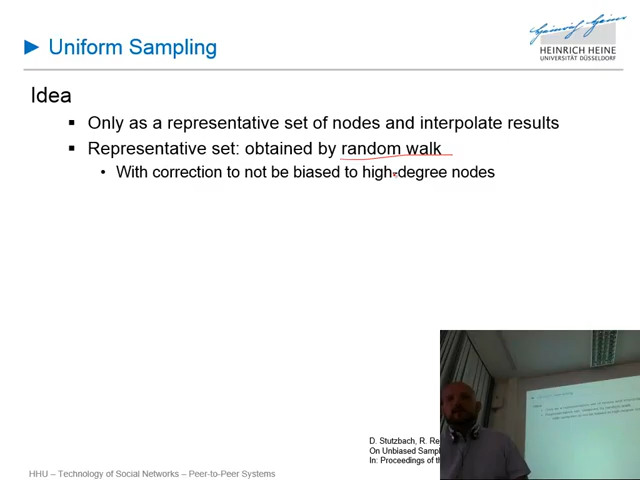 ► Uniform Sampling
HEINRICH HEINE
UNIVERSITÄT DÜSSELDORF
Idea
▪ Only as a representative set of nodes and interpolate results
▪ Representative set: obtained by random walk
• With correction to not be biased to high-degree nodes
D. Stutzbach, R. Re
On Unbiased Sampl
In: Proceedings of th
HHU – Technology of Social Networks – Peer-to-Peer Systems